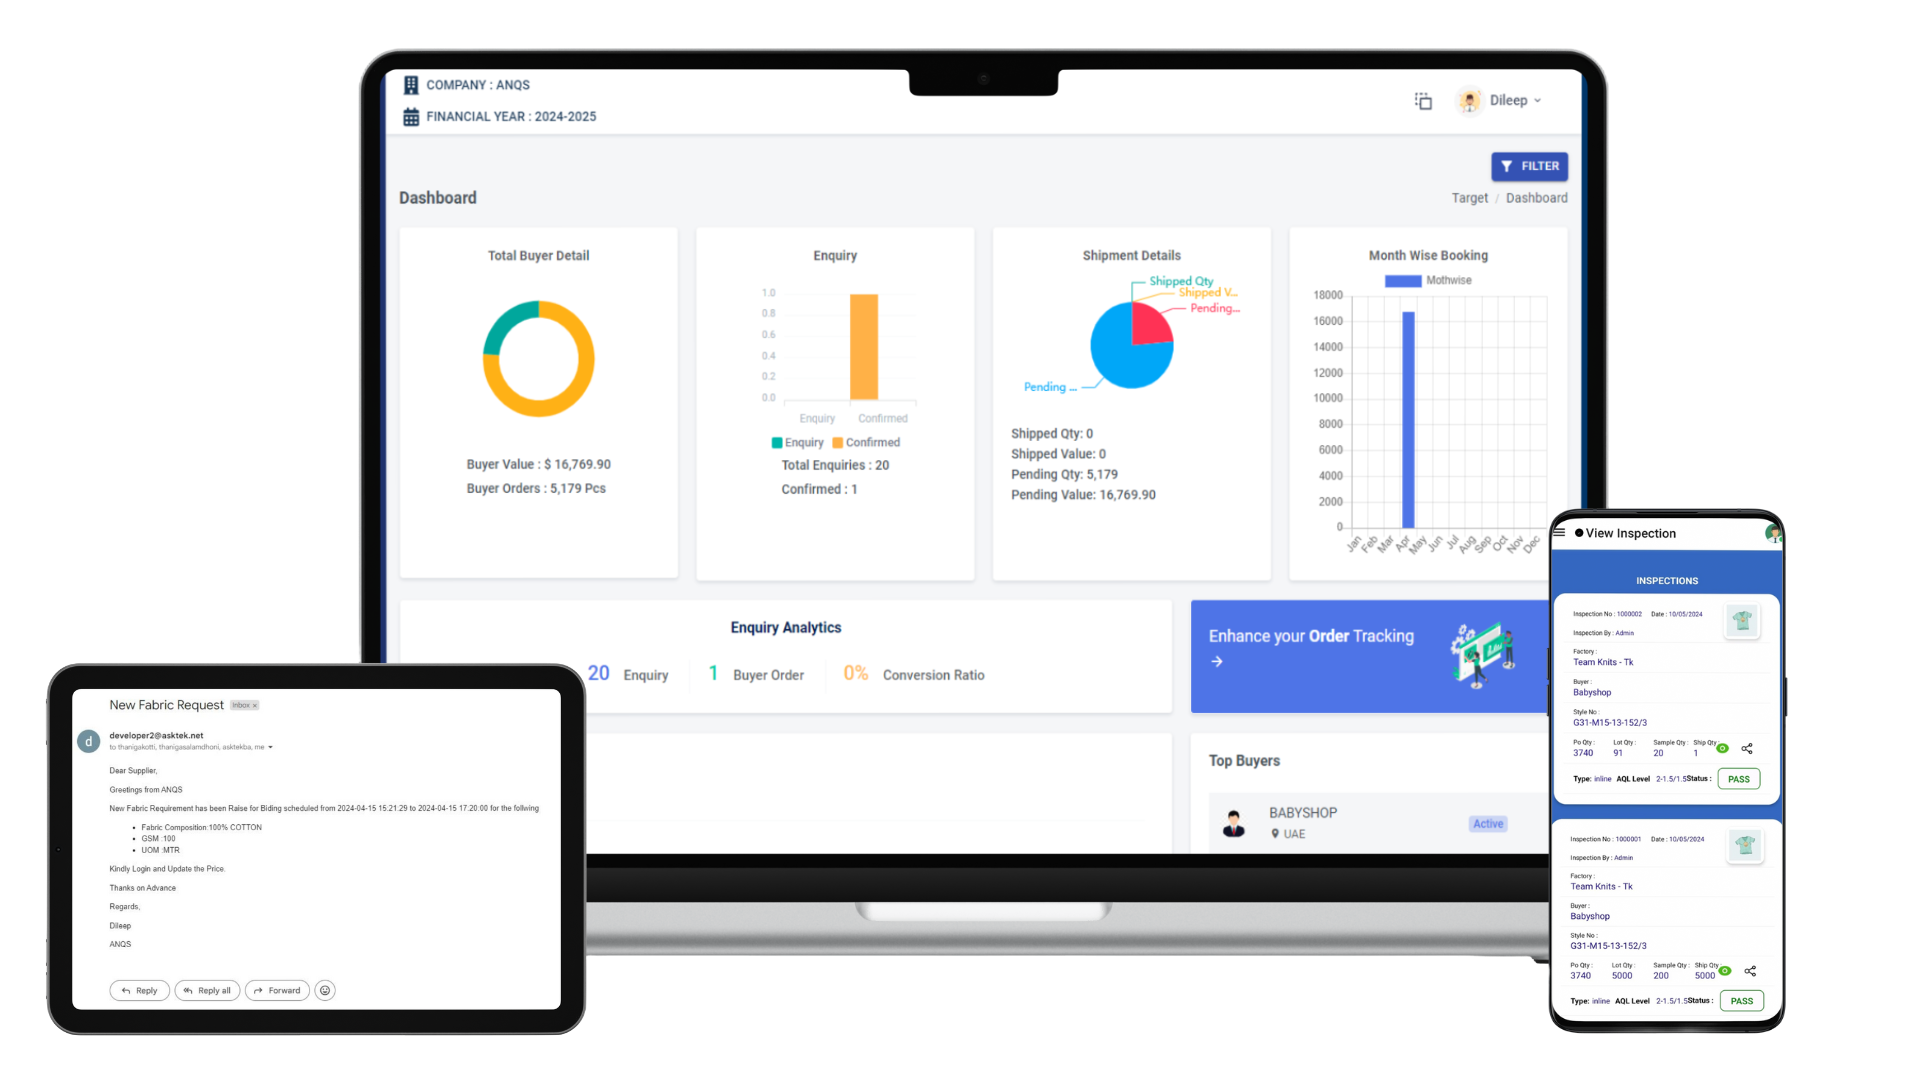 COMPANY : ANQS
FINANCIAL YEAR : 2024-2025
Dileep
FILTER
Dashboard
Target / Dashboard
Total Buyer Detail
Buyer Value : $ 16,769.90
Buyer Orders : 5,179 Pcs
Enquiry
1.0
0.8
0.6
0.4
0.2
0.0
Enquiry Confirmed
Enquiry Confirmed
Total Enquiries : 20
Confirmed : 1
Shipment Details
Shipped Qty
Shipped V...
Pending...
Pending ...
Shipped Qty: 0
Shipped Value: 0
Pending Qty: 5,179
Pending Value: 16,769.90
Month Wise Booking
Mothwise
18000
16000
14000
12000
10000
8000
6000
4000
2000
0
Jan Feb Mar Apr May Jun Jul Aug Sep Oct Nov Dec
Enquiry Analytics
20 Enquiry 1 Buyer Order 0% Conversion Ratio
Enhance your Order Tracking
Top Buyers
BABYSHOP
UAE
Active
New Fabric Request Inbox x
d
developer2@asktek.net
to thanigakotti, thanigasalamdhoni, asktekba, me
Dear Supplier,
Greetings from ANQS
New Fabric Requirement has been Raise for Biding scheduled from 2024-04-15 15:21:29 to 2024-04-15 17:20:00 for the follwing
• Fabric Composition:100% COTTON
• GSM :100
• UOM :MTR
Kindly Login and Update the Price.
Thanks on Advance
Regards,
Dileep
ANQS
Reply Reply all Forward
View Inspection
INSPECTIONS
Inspection No : 1000002 Date : 10/05/2024
Inspection By : Admin
Factory :
Team Knits - Tk
Buyer :
Babyshop
Style No :
G31-M15-13-152/3
Po Qty : Lot Qty : Sample Qty : Ship Qty :
3740 91 20 1
Type: inline AQL Level 2-1.5/1.5 Status : PASS
Inspection No : 1000001 Date : 10/05/2024
Inspection By : Admin
Factory :
Team Knits - Tk
Buyer :
Babyshop
Style No :
G31-M15-13-152/3
Po Qty : Lot Qty : Sample Qty : Ship Qty :
3740 5000 200 5000
Type: inline AQL Level 2-1.5/1.5 Status : PASS